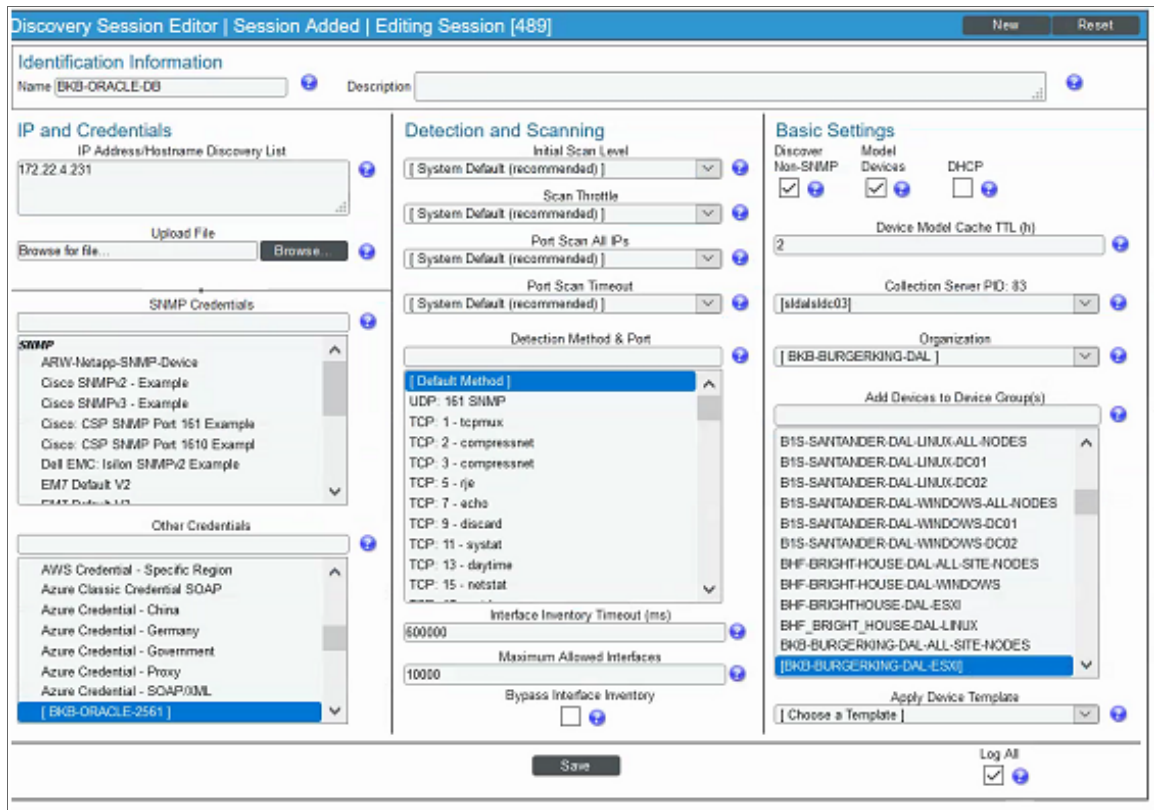 Discovery Session Editor | Session Added | Editing Session [489]
New
Reset
Identification Information
Name BKB-ORACLE-DB
Description
IP and Credentials
IP Address/Hostname Discovery List
172.22.4.231
Upload File
Browse for file...
Browse...
SNMP Credentials
SNMP
ARW-Netapp-SNMP-Device
Cisco SNMPv2 - Example
Cisco SNMPv3 - Example
Cisco: CSP SNMP Port 161 Example
Cisco: CSP SNMP Port 1610 Exampl
Dell EMC: Isilon SNMPv2 Example
EM7 Default V2
Other Credentials
AWS Credential - Specific Region
Azure Classic Credential SOAP
Azure Credential - China
Azure Credential - Germany
Azure Credential - Government
Azure Credential - Proxy
Azure Credential - SOAP/XML
[ BKB-ORACLE-2561 ]
Detection and Scanning
Initial Scan Level
[ System Default (recommended) ]
Scan Throttle
[ System Default (recommended) ]
Port Scan All IPs
[ System Default (recommended) ]
Port Scan Timeout
[ System Default (recommended) ]
Detection Method & Port
[ Default Method ]
UDP: 161 SNMP
TCP: 1 - tcpmux
TCP: 2 - compressnet
TCP: 3 - compressnet
TCP: 5 - rje
TCP: 7 - echo
TCP: 9 - discard
TCP: 11 - systat
TCP: 13 - daytime
TCP: 15 - netstat
Interface Inventory Timeout (ms)
600000
Maximum Allowed Interfaces
10000
Bypass Interface Inventory
Basic Settings
Discover Non-SNMP
Model Devices
DHCP
Device Model Cache TTL (h)
2
Collection Server PID: 83
[sldalsldc03]
Organization
[ BKB-BURGERKING-DAL ]
Add Devices to Device Group(s)
B1S-SANTANDER-DAL-LINUX-ALL-NODES
B1S-SANTANDER-DAL-LINUX-DC01
B1S-SANTANDER-DAL-LINUX-DC02
B1S-SANTANDER-DAL-WINDOWS-ALL-NODES
B1S-SANTANDER-DAL-WINDOWS-DC01
B1S-SANTANDER-DAL-WINDOWS-DC02
BHF-BRIGHT-HOUSE-DAL-ALL-SITE-NODES
BHF-BRIGHT-HOUSE-DAL-WINDOWS
BHF-BRIGHTHOUSE-DAL-ESXI
BHF_BRIGHT_HOUSE-DAL-LINUX
BKB-BURGERKING-DAL-ALL-SITE-NODES
[BKB-BURGERKING-DAL-ESXI]
Apply Device Template
[ Choose a Template ]
Save
Log All